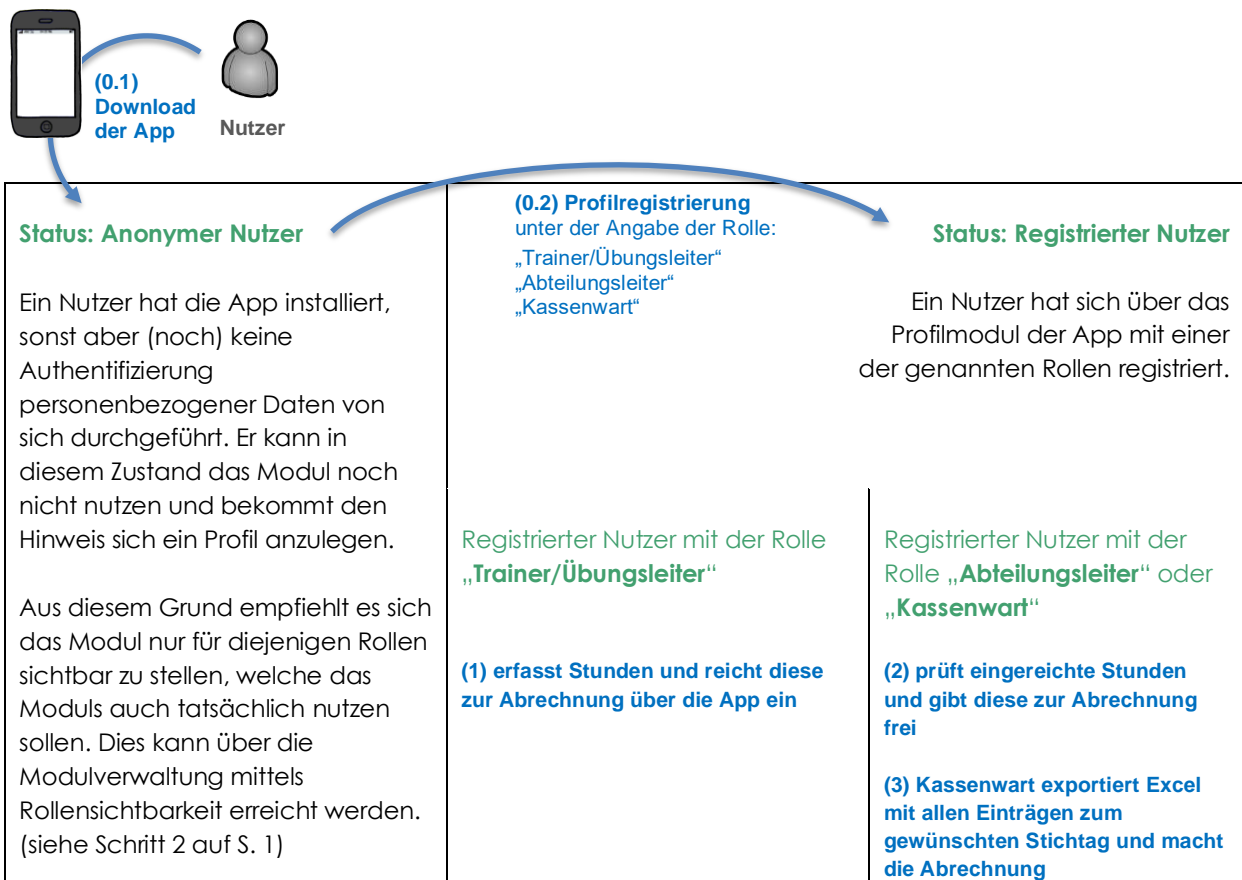 (0.1)
Download
der App
Nutzer
Status: Anonymer Nutzer
Ein Nutzer hat die App installiert,
sonst aber (noch) keine
Authentifizierung
personenbezogener Daten von
sich durchgeführt. Er kann in
diesem Zustand das Modul noch
nicht nutzen und bekommt den
Hinweis sich ein Profil anzulegen.
Aus diesem Grund empfiehlt es sich
das Modul nur für diejenigen Rollen
sichtbar zu stellen, welche das
Moduls auch tatsächlich nutzen
sollen. Dies kann über die
Modulverwaltung mittels
Rollensichtbarkeit erreicht werden.
(siehe Schritt 2 auf S. 1)
(0.2) Profilregistrierung
unter der Angabe der Rolle:
„Trainer/Übungsleiter“
„Abteilungsleiter“
„Kassenwart“
Status: Registrierter Nutzer
Ein Nutzer hat sich über das
Profilmodul der App mit einer
der genannten Rollen registriert.
Registrierter Nutzer mit der Rolle
„Trainer/Übungsleiter“
(1) erfasst Stunden und reicht diese
zur Abrechnung über die App ein
Registrierter Nutzer mit der
Rolle „Abteilungsleiter“ oder
„Kassenwart“
(2) prüft eingereichte Stunden
und gibt diese zur Abrechnung
frei
(3) Kassenwart exportiert Excel
mit allen Einträgen zum
gewünschten Stichtag und macht
die Abrechnung